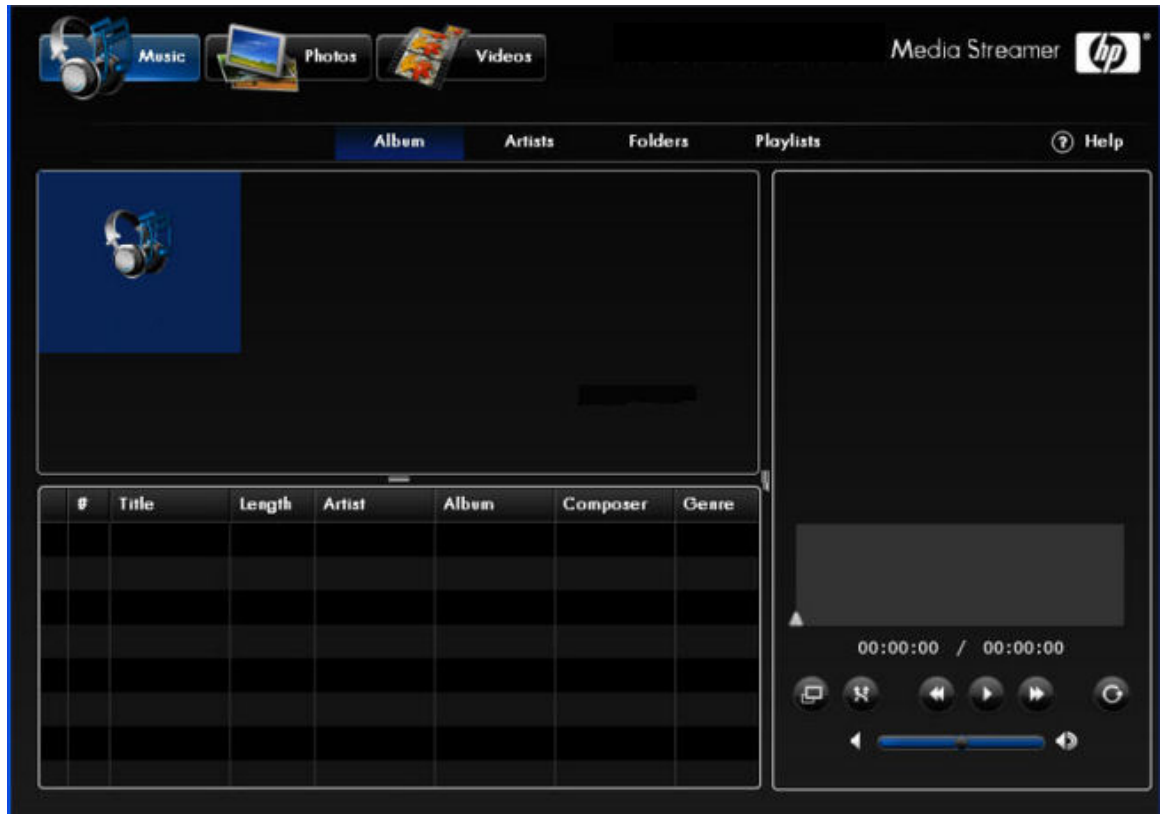 Music Photos Videos Media Streamer hp
Album Artists Folders Playlists ? Help
# Title Length Artist Album Composer Genre
00:00:00 / 00:00:00